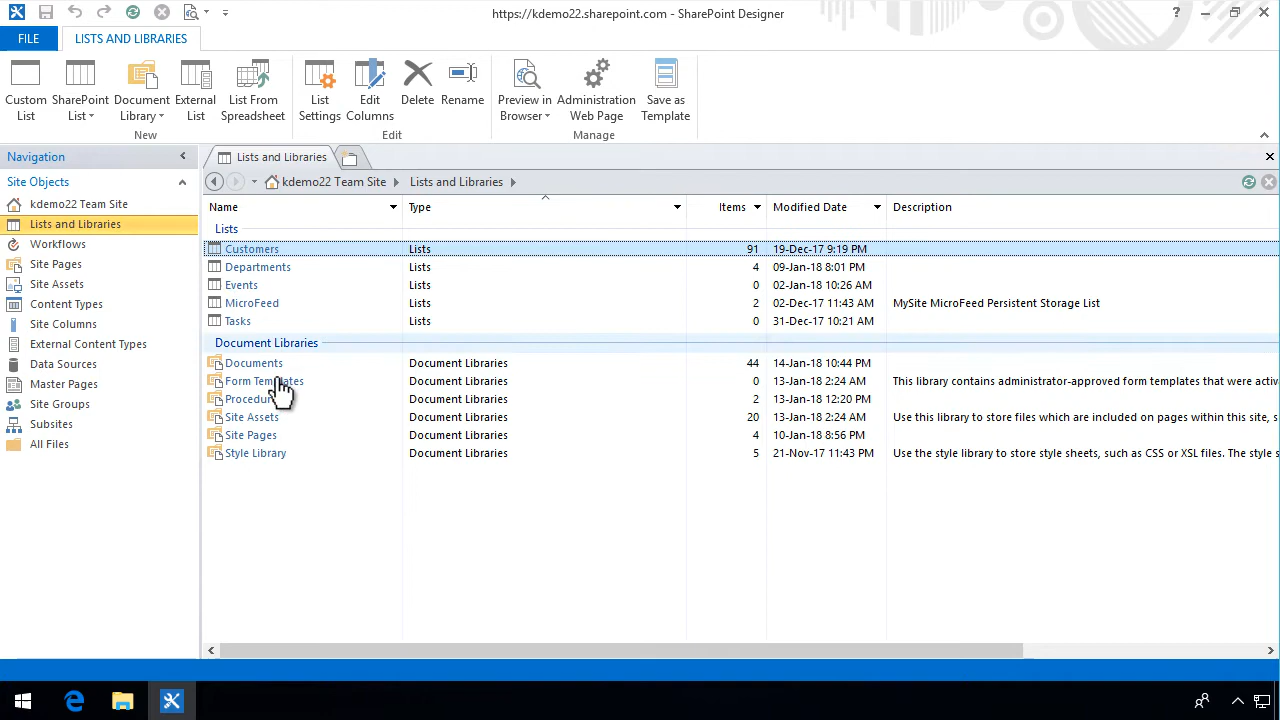 https://kdemo22.sharepoint.com - SharePoint Designer
FILE
LISTS AND LIBRARIES
Custom List
SharePoint List
Document Library
External List
List From Spreadsheet
List Settings
Edit Columns
Delete
Rename
Preview in Browser
Administration Web Page
Save as Template
New
Edit
Manage
Navigation
Lists and Libraries
Site Objects
kdemo22 Team Site
Lists and Libraries
kdemo22 Team Site
Lists and Libraries
Workflows
Site Pages
Site Assets
Content Types
Site Columns
External Content Types
Data Sources
Master Pages
Site Groups
Subsites
All Files
Name Type Items Modified Date Description
Lists
Customers Lists 91 19-Dec-17 9:19 PM
Departments Lists 4 09-Jan-18 8:01 PM
Events Lists 0 02-Jan-18 10:26 AM
MicroFeed Lists 2 02-Dec-17 11:43 AM MySite MicroFeed Persistent Storage List
Tasks Lists 0 31-Dec-17 10:21 AM
Document Libraries
Documents Document Libraries 44 14-Jan-18 10:44 PM
Form Templates Document Libraries 0 13-Jan-18 2:24 AM This library contains administrator-approved form templates that were activ
Document Libraries 2 13-Jan-18 12:20 PM
Site Assets Document Libraries 20 13-Jan-18 2:24 AM Use this library to store files which are included on pages within this site, s
Site Pages Document Libraries 4 10-Jan-18 8:56 PM
Style Library Document Libraries 5 21-Nov-17 11:43 PM Use the style library to store style sheets, such as CSS or XSL files. The style s